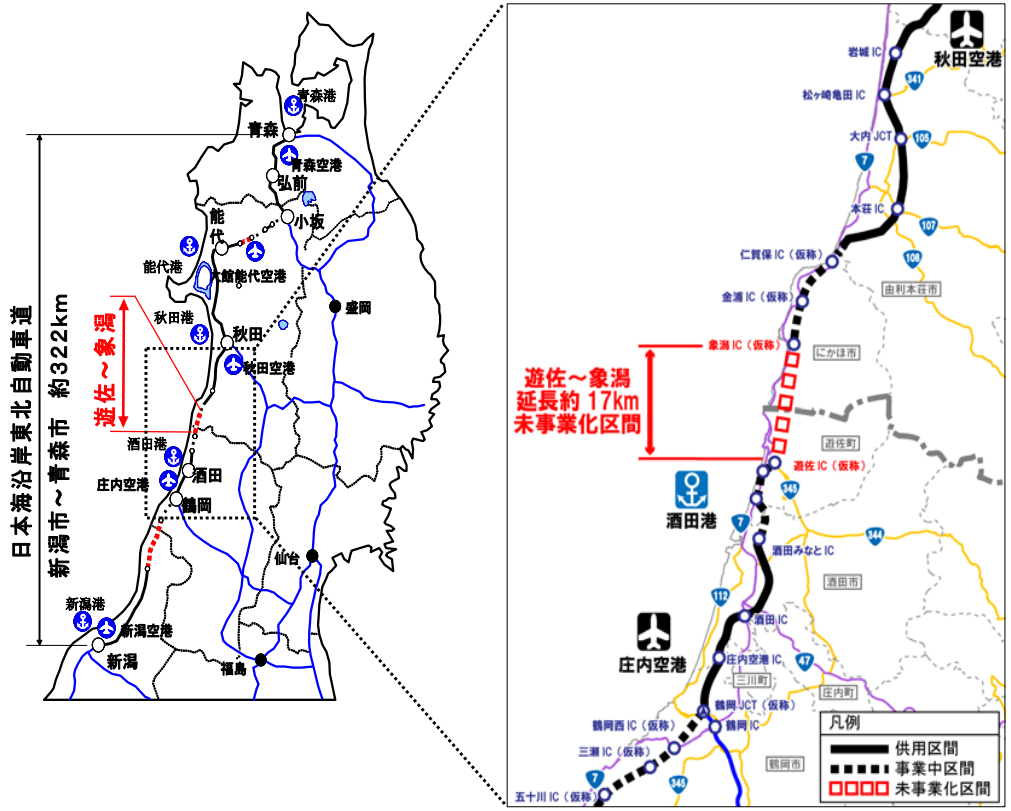 日本海沿岸東北自動車道
新潟市～青森市 約322km
遊佐～象潟
青森港
青森
青森空港
弘前
小坂
能代
能代港
大館能代空港
盛岡
秋田港
秋田
秋田空港
酒田港
酒田
庄内空港
鶴岡
仙台
新潟港
新潟空港
新潟
福島
秋田空港
岩城 IC
341
松ヶ崎亀田 IC
大内 JCT
105
7
本荘 IC
107
仁賀保 IC（仮称）
108
由利本荘市
金浦 IC（仮称）
象潟 IC（仮称）
にかほ市
遊佐～象潟
延長約 17km
未事業化区間
遊佐町
遊佐 IC（仮称）
345
酒田港
7
344
酒田みなと IC
酒田市
112
酒田 IC
庄内空港
庄内空港 IC
47
三川町
庄内町
鶴岡 JCT（仮称）
鶴岡西 IC（仮称）
鶴岡 IC
三瀬 IC（仮称）
鶴岡市
7
345
五十川 IC（仮称）
凡例
供用区間
事業中区間
未事業化区間